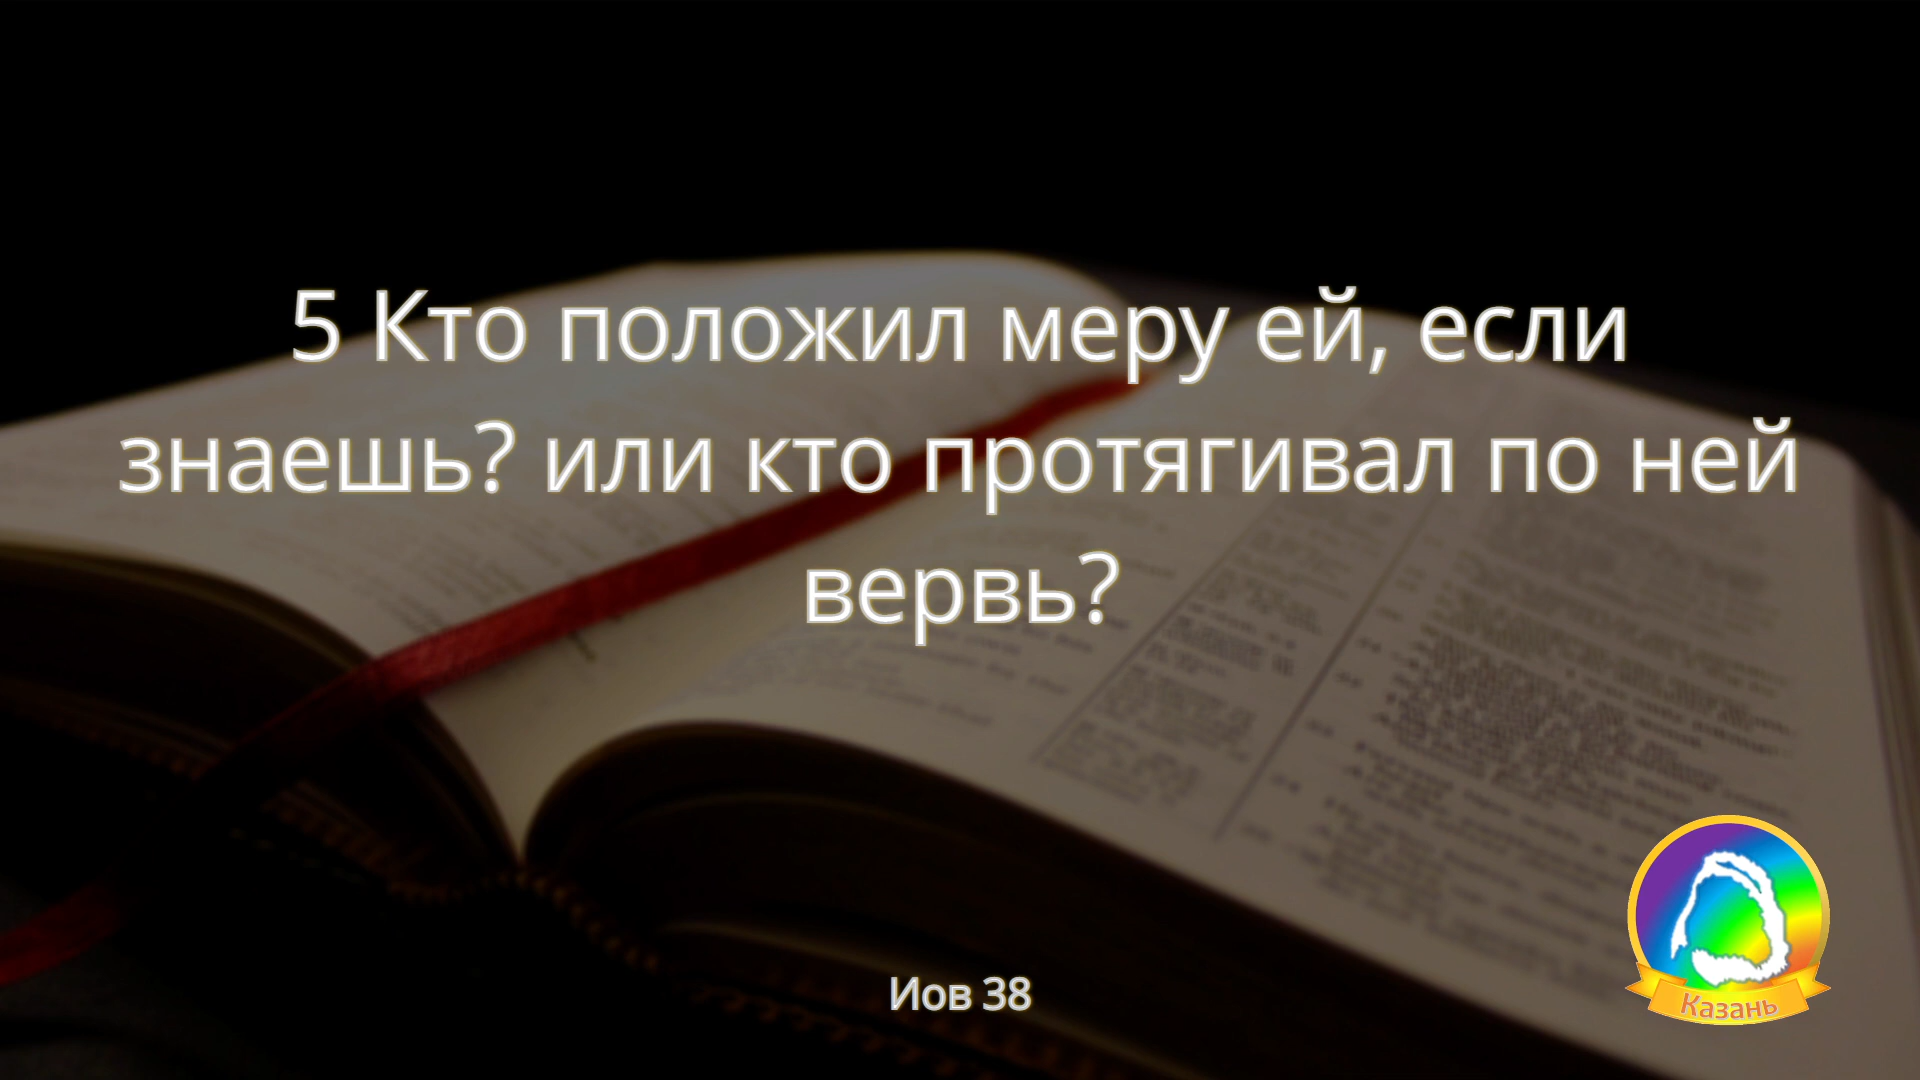 5 Кто положил меру ей, если
знаешь? или кто протягивал по ней
вервь?
Иов 38
Казань